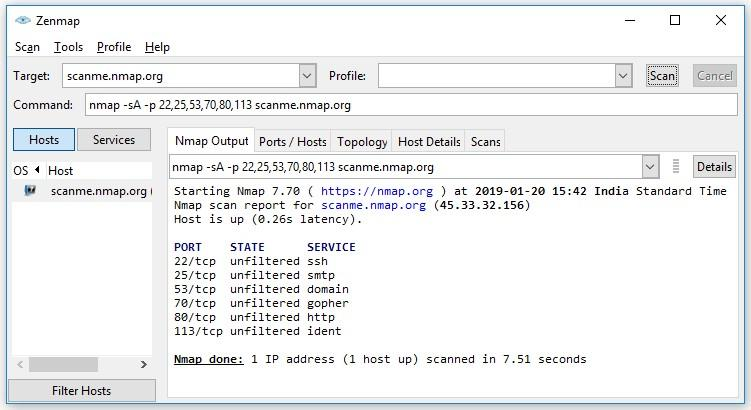 Zenmap
Scan Tools Profile Help
Target: scanme.nmap.org Profile: Scan Cancel
Command: nmap -sA -p 22,25,53,70,80,113 scanme.nmap.org
Hosts Services
Nmap Output Ports / Hosts Topology Host Details Scans
OS Host
scanme.nmap.org (
nmap -sA -p 22,25,53,70,80,113 scanme.nmap.org Details
Starting Nmap 7.70 ( https://nmap.org ) at 2019-01-20 15:42 India Standard Time
Nmap scan report for scanme.nmap.org (45.33.32.156)
Host is up (0.26s latency).
PORT STATE SERVICE
22/tcp unfiltered ssh
25/tcp unfiltered smtp
53/tcp unfiltered domain
70/tcp unfiltered gopher
80/tcp unfiltered http
113/tcp unfiltered ident
Nmap done: 1 IP address (1 host up) scanned in 7.51 seconds
Filter Hosts